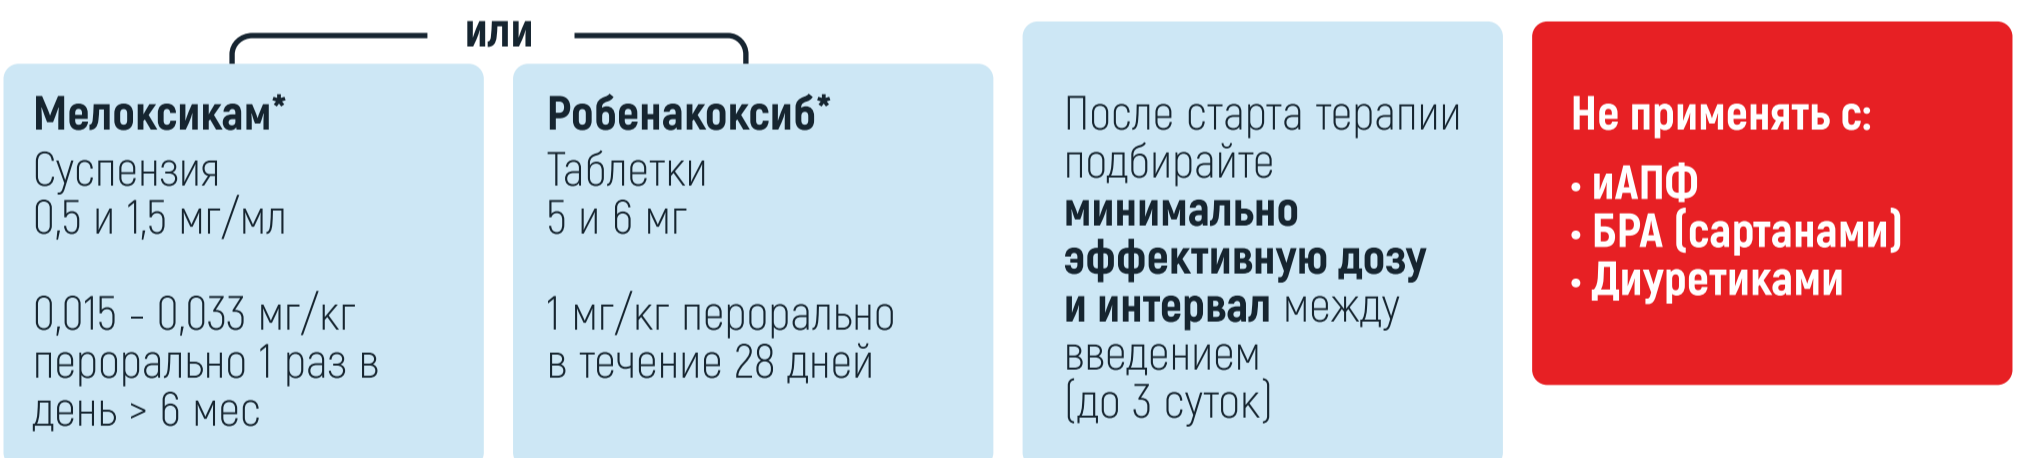 или
Мелоксикам*
Суспензия
0,5 и 1,5 мг/мл
0,015 - 0,033 мг/кг
перорально 1 раз в
день > 6 мес
Робенакоксиб*
Таблетки
5 и 6 мг
1 мг/кг перорально
в течение 28 дней
После старта терапии
подбирайте
минимально
эффективную дозу
и интервал между
введением
(до 3 суток)
Не применять с:
• иАПФ
• БРА (сартанами)
• Диуретиками